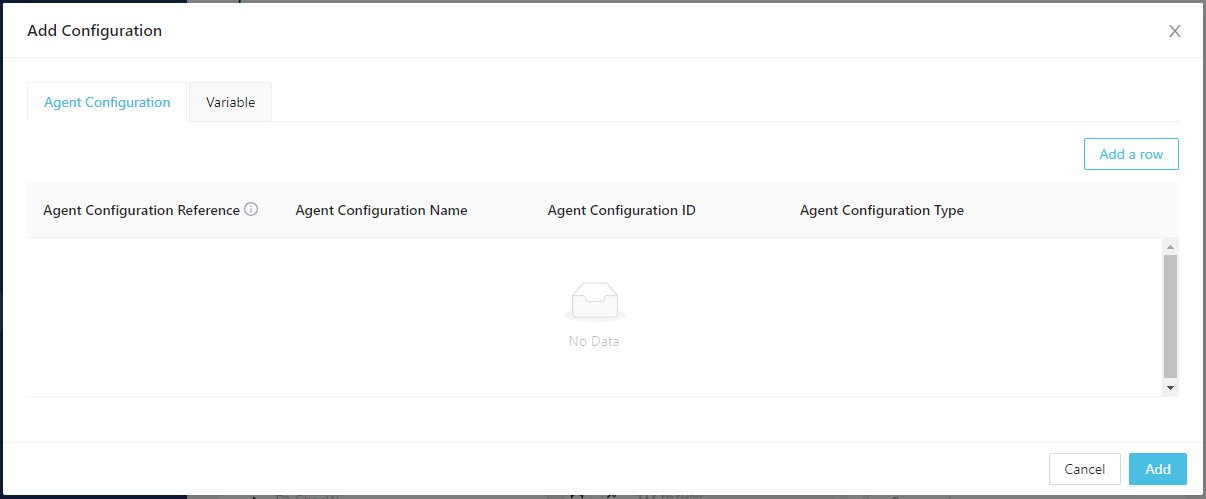 Add Configuration
Agent Configuration Variable
Add a row
Agent Configuration Reference Agent Configuration Name Agent Configuration ID Agent Configuration Type
No Data
Cancel Add